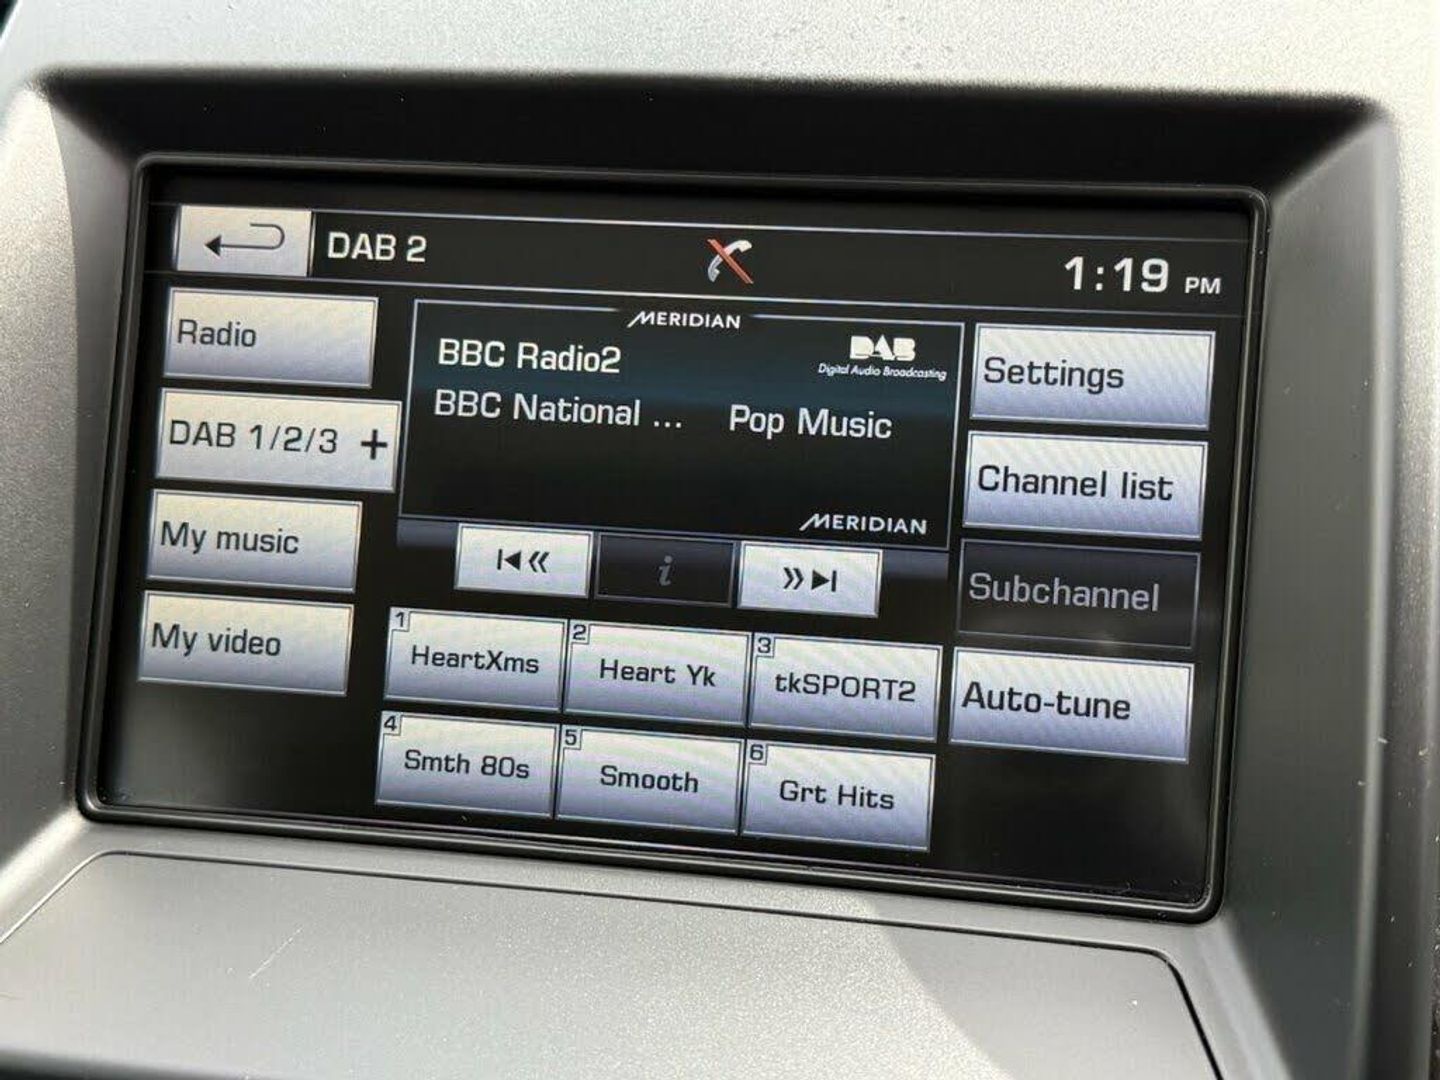 DAB 2
1:19 PM
Radio
DAB 1/2/3 +
My music
My video
MERIDIAN
BBC Radio2
DAB
Digital Audio Broadcasting
BBC National ... Pop Music
MERIDIAN
i
Settings
Channel list
Subchannel
Auto-tune
1 HeartXms
2 Heart Yk
3 tkSPORT2
4 Smth 80s
5 Smooth
6 Grt Hits